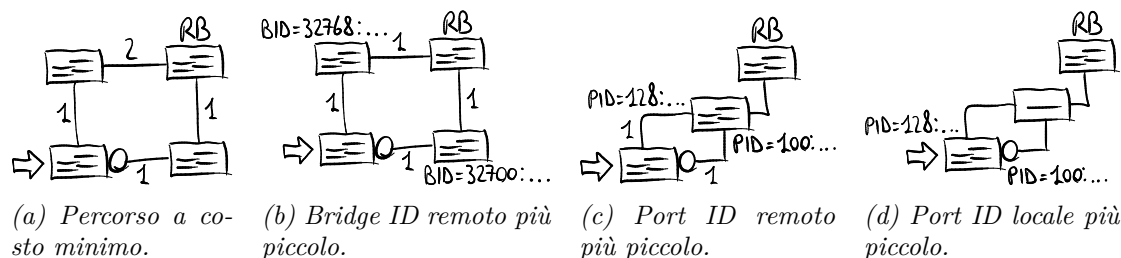 RB
2
1
1
1
(a) Percorso a co-
sto minimo.
BID=32768:...
RB
1
1
1
1
BID=32700:...
(b) Bridge ID remoto più
piccolo.
RB
PID=128:...
1
PID=100:...
1
(c) Port ID remoto
più piccolo.
RB
PID=128:...
PID=100:...
(d) Port ID locale più
piccolo.